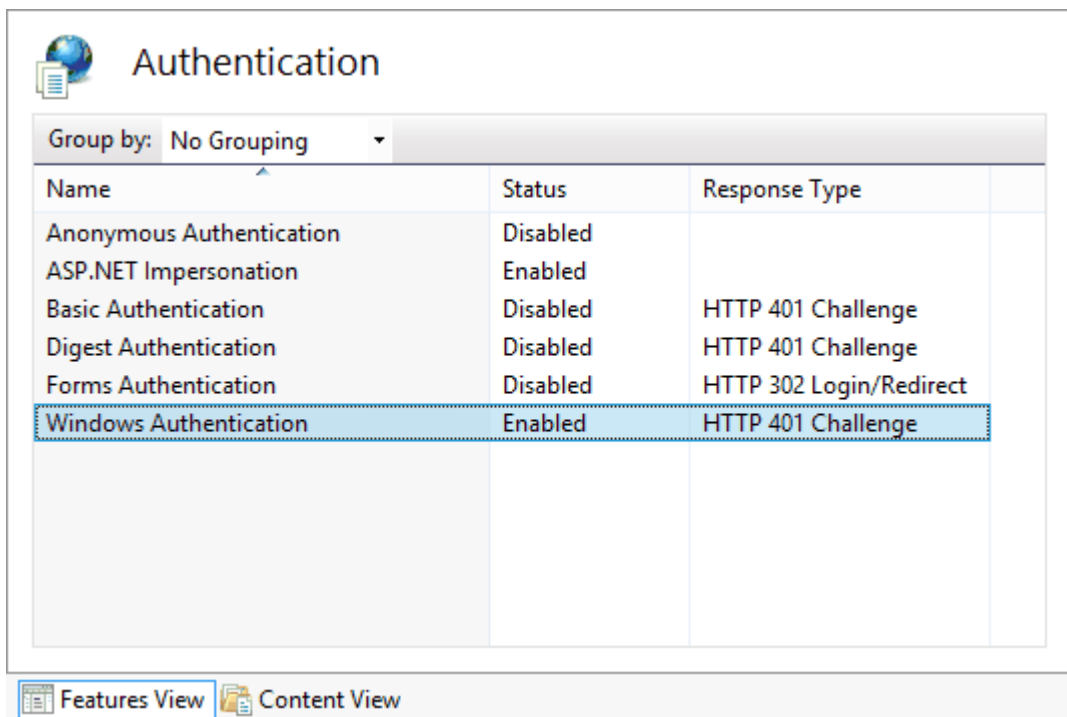 Authentication
Group by: No Grouping
Name Status Response Type
Anonymous Authentication Disabled
ASP.NET Impersonation Enabled
Basic Authentication Disabled HTTP 401 Challenge
Digest Authentication Disabled HTTP 401 Challenge
Forms Authentication Disabled HTTP 302 Login/Redirect
Windows Authentication Enabled HTTP 401 Challenge
Features View Content View